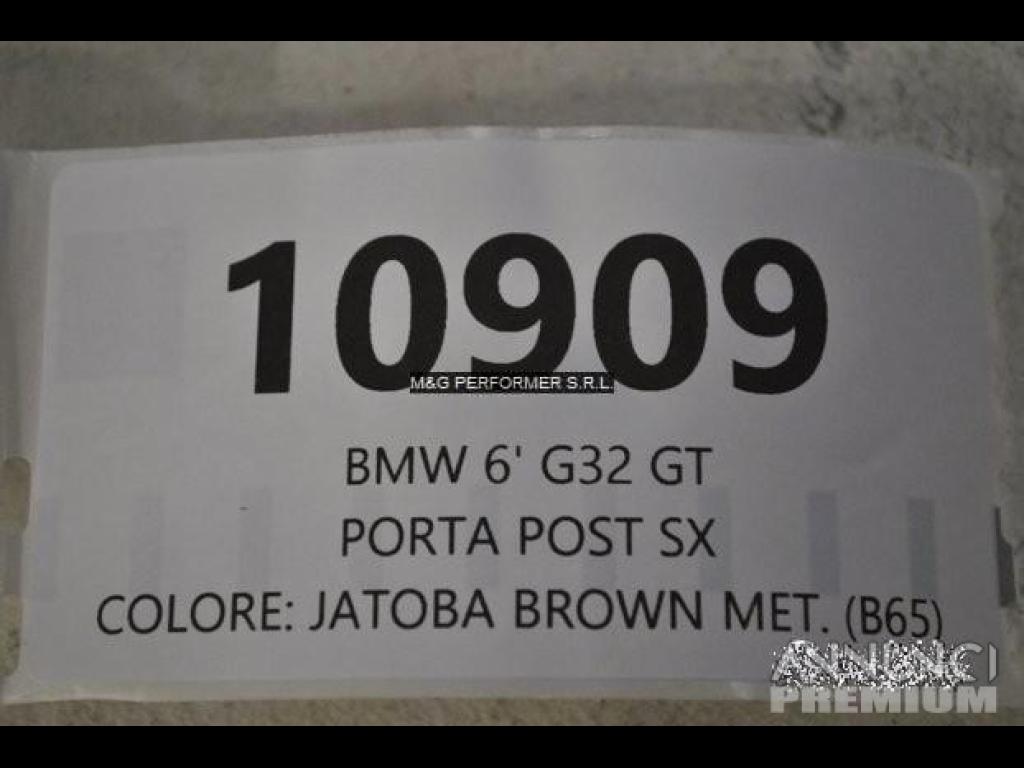 10909
M&G PERFORMER S.R.L.
BMW 6' G32 GT
PORTA POST SX
COLORE: JATOBA BROWN MET. (B65)
ANNUNCI
PREMIUM